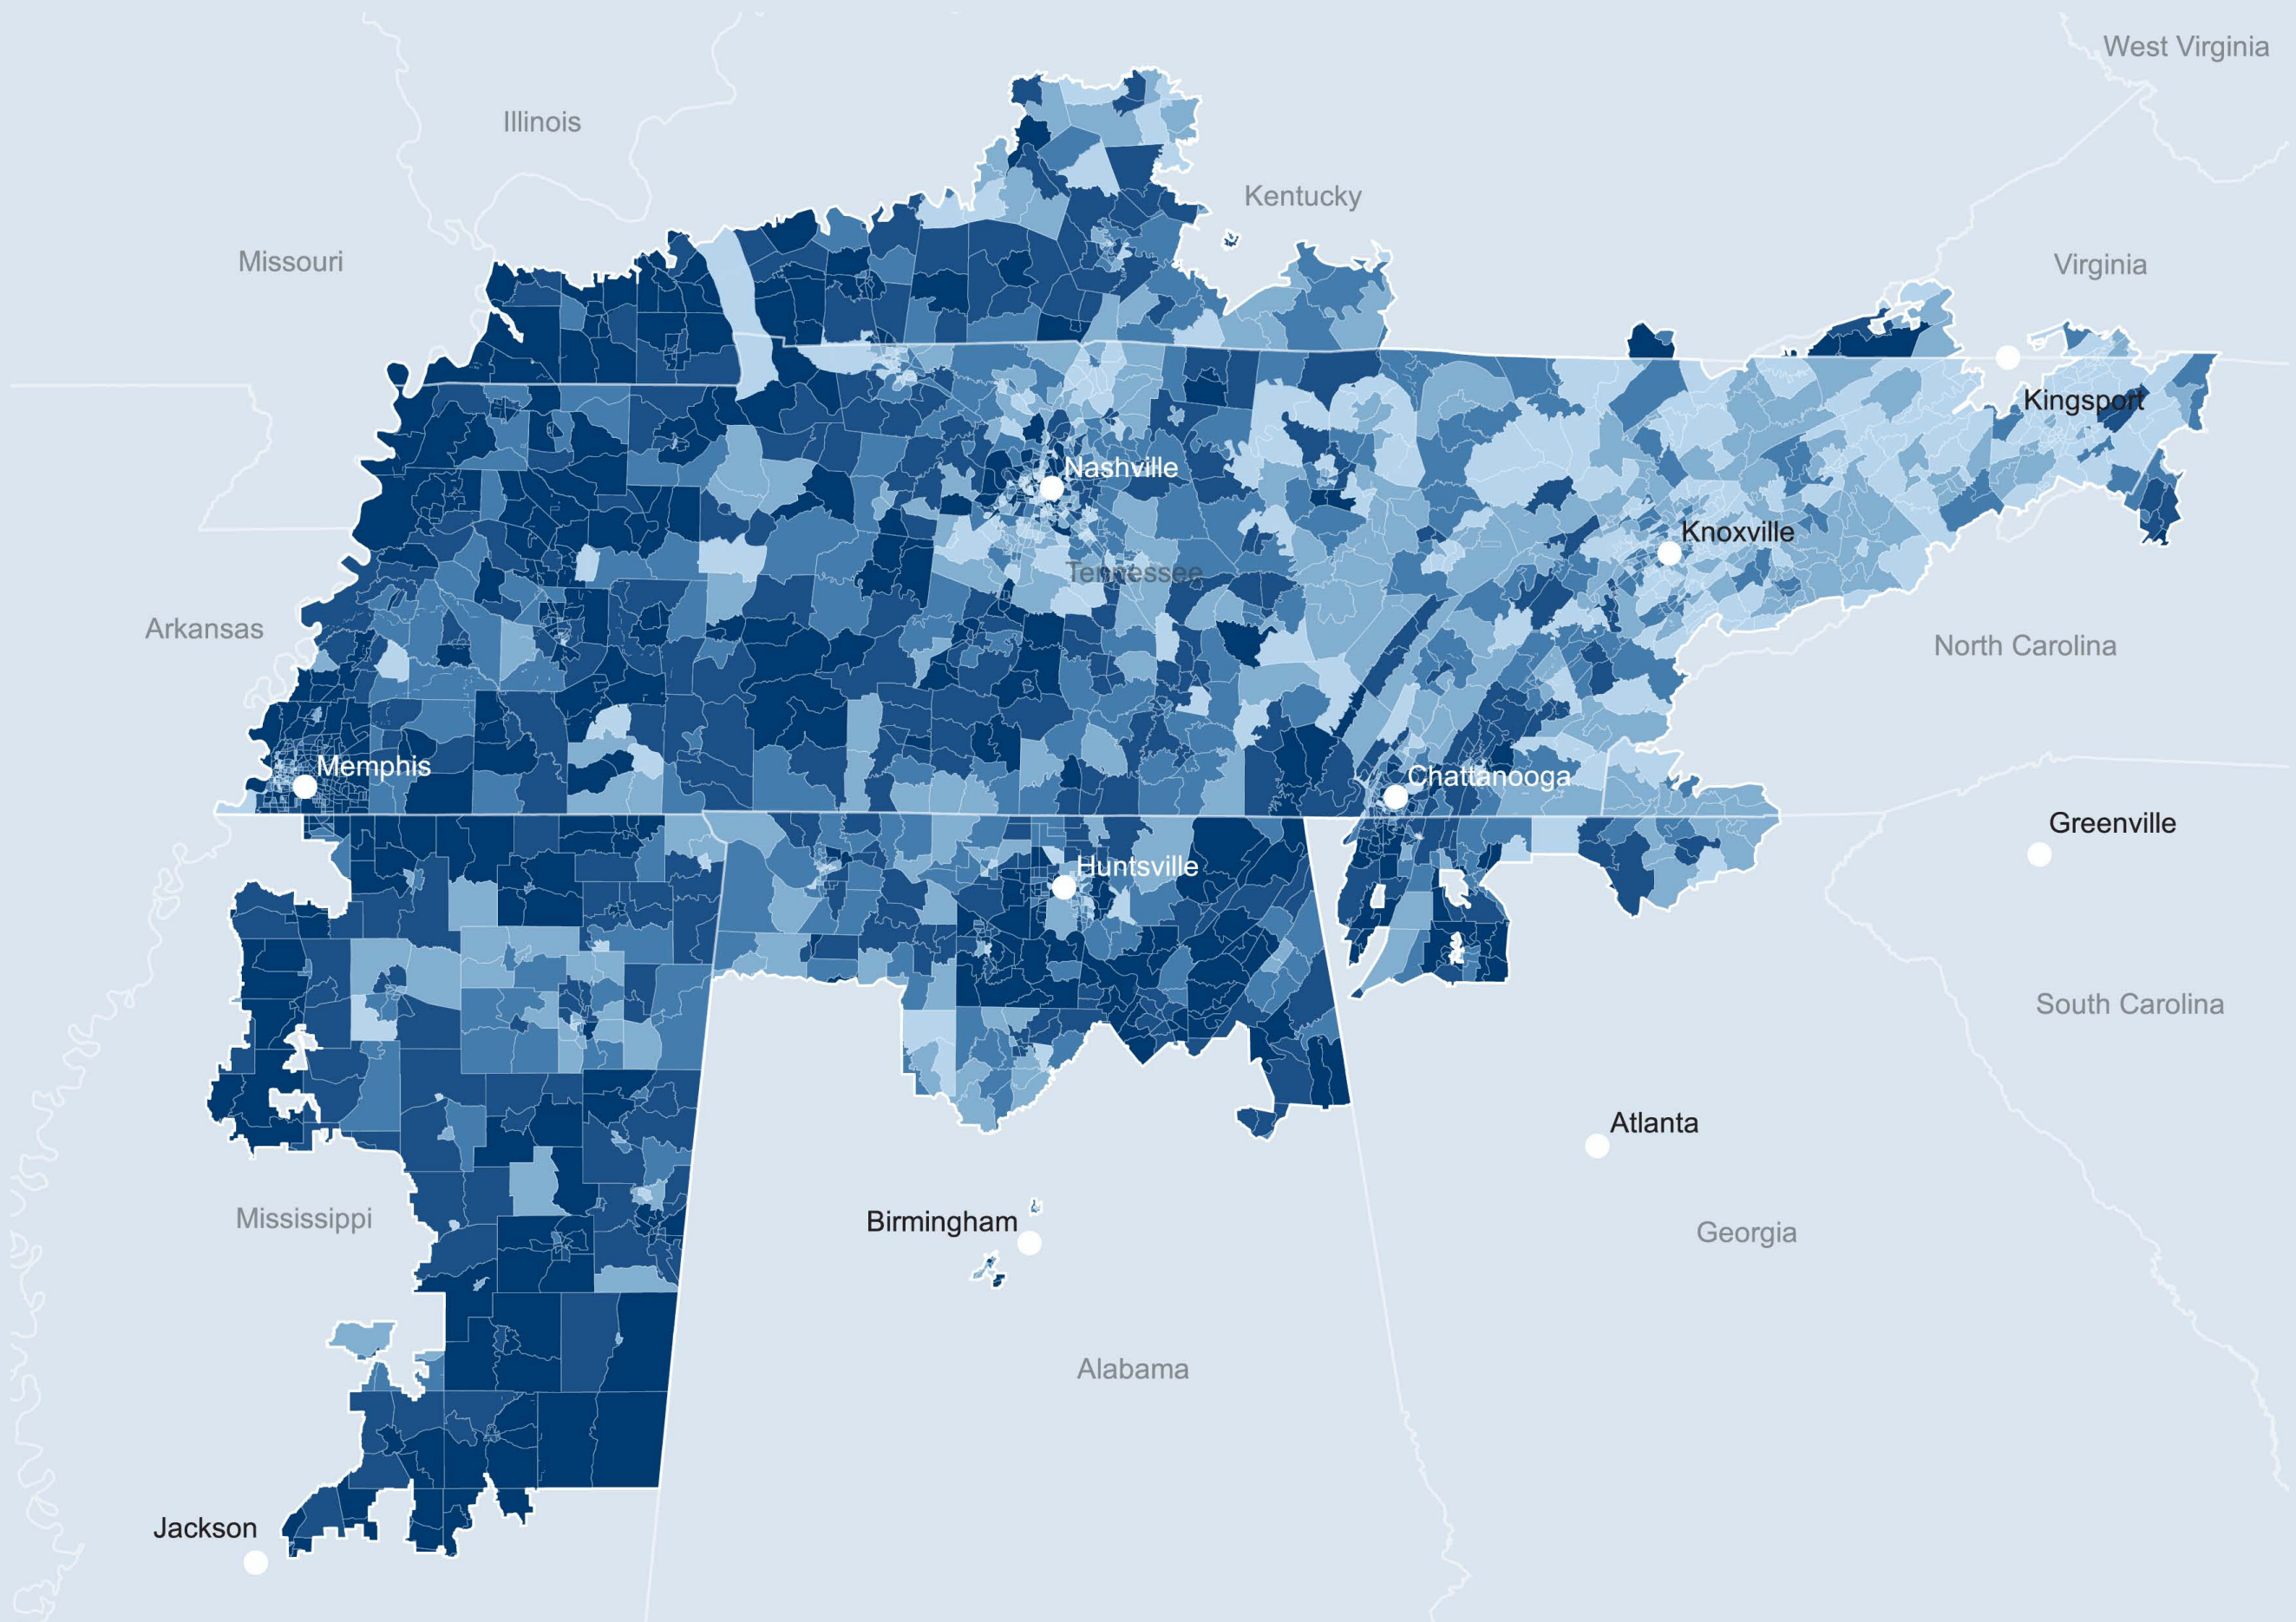 West Virginia
Illinois
Kentucky
Missouri
Virginia
Kingsport
Nashville
Knoxville
Tennessee
Arkansas
North Carolina
Memphis
Chattanooga
Greenville
Huntsville
South Carolina
Atlanta
Mississippi
Birmingham
Georgia
Alabama
Jackson